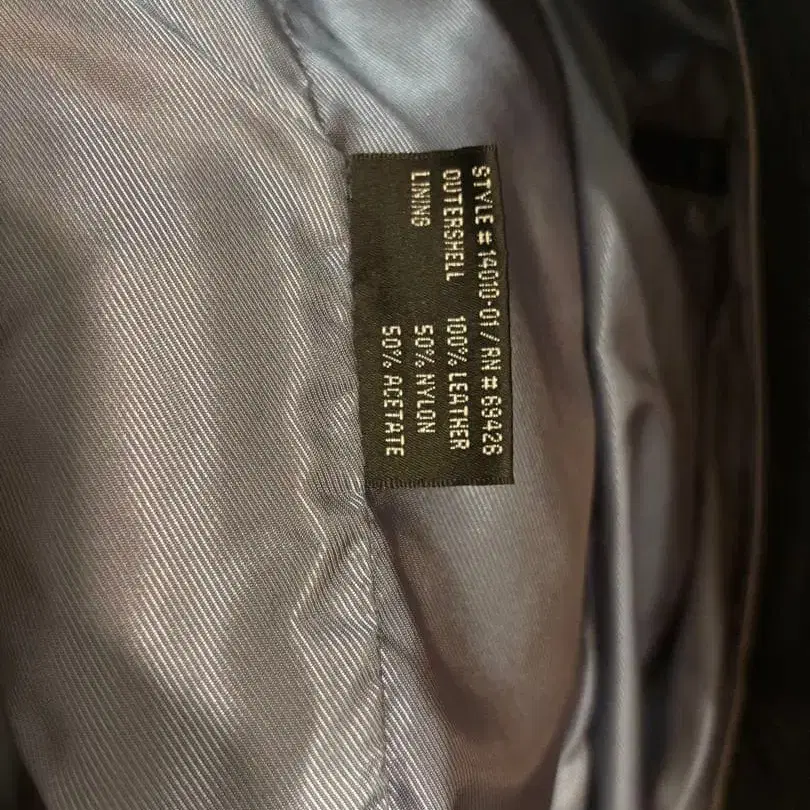 STYLE # 14010-01 / RN # 69426
OUTERSHELL 100% LEATHER
LINING 50% NYLON
50% ACETATE